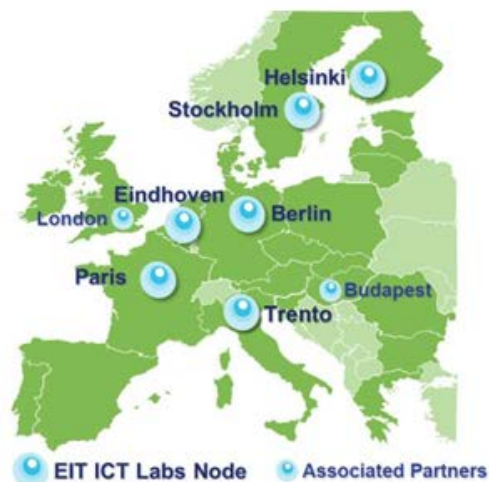 Helsinki
Stockholm
Eindhoven
London
Berlin
Paris
Budapest
Trento
EIT ICT Labs Node
Associated Partners